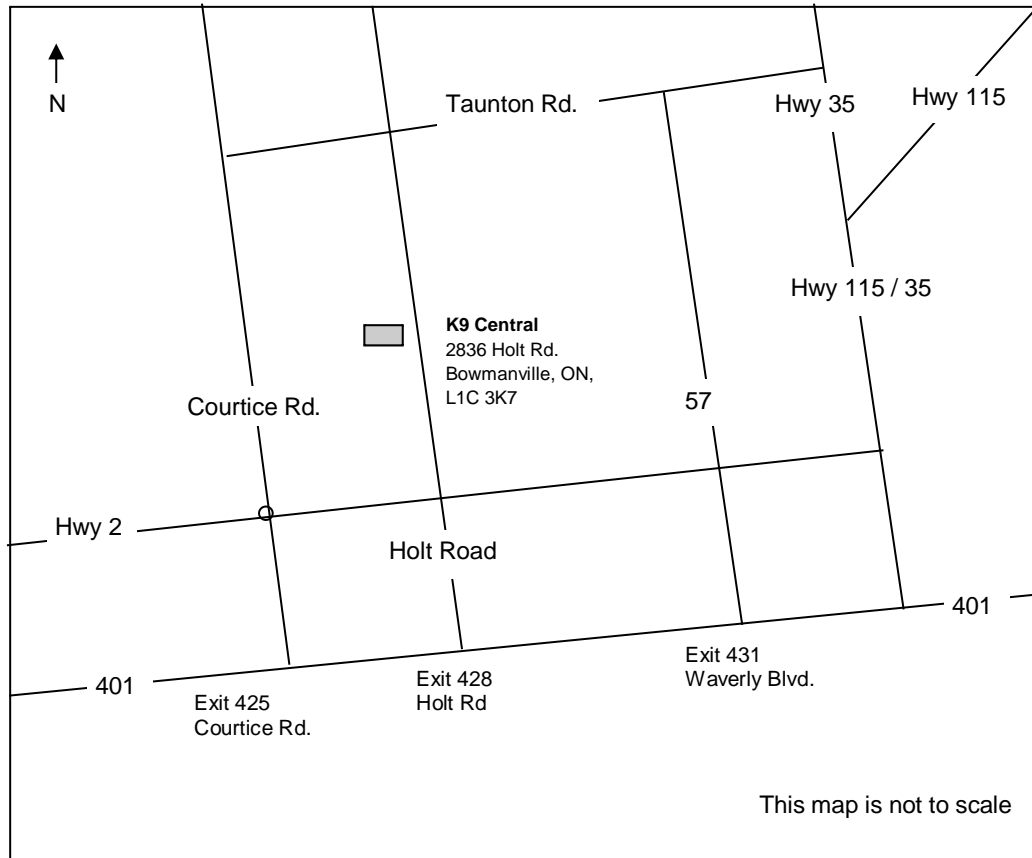 N
Taunton Rd.
Hwy 35
Hwy 115
Hwy 115 / 35
K9 Central
2836 Holt Rd.
Bowmanville, ON,
L1C 3K7
Courtice Rd.
57
Hwy 2
Holt Road
401
401
Exit 425
Courtice Rd.
Exit 428
Holt Rd
Exit 431
Waverly Blvd.
This map is not to scale